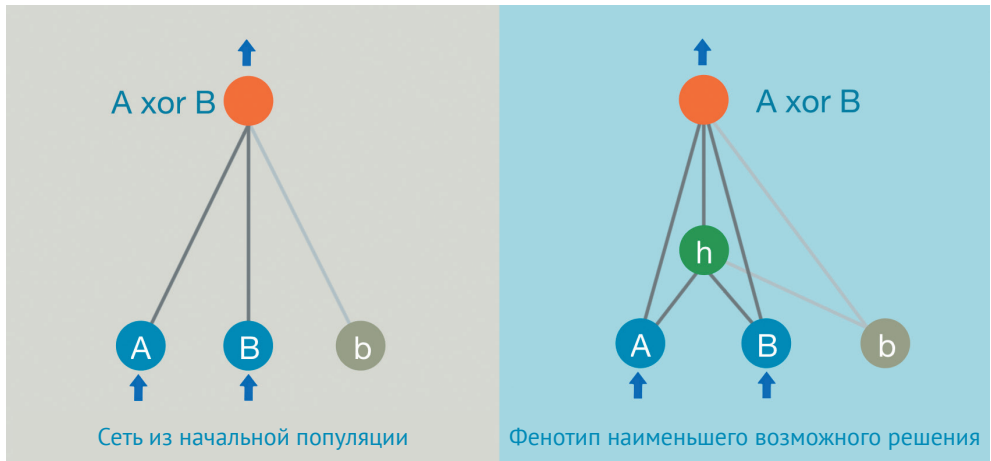 A xor B
A
B
b
Сеть из начальной популяции
A xor B
h
A
B
b
Фенотип наименьшего возможного решения